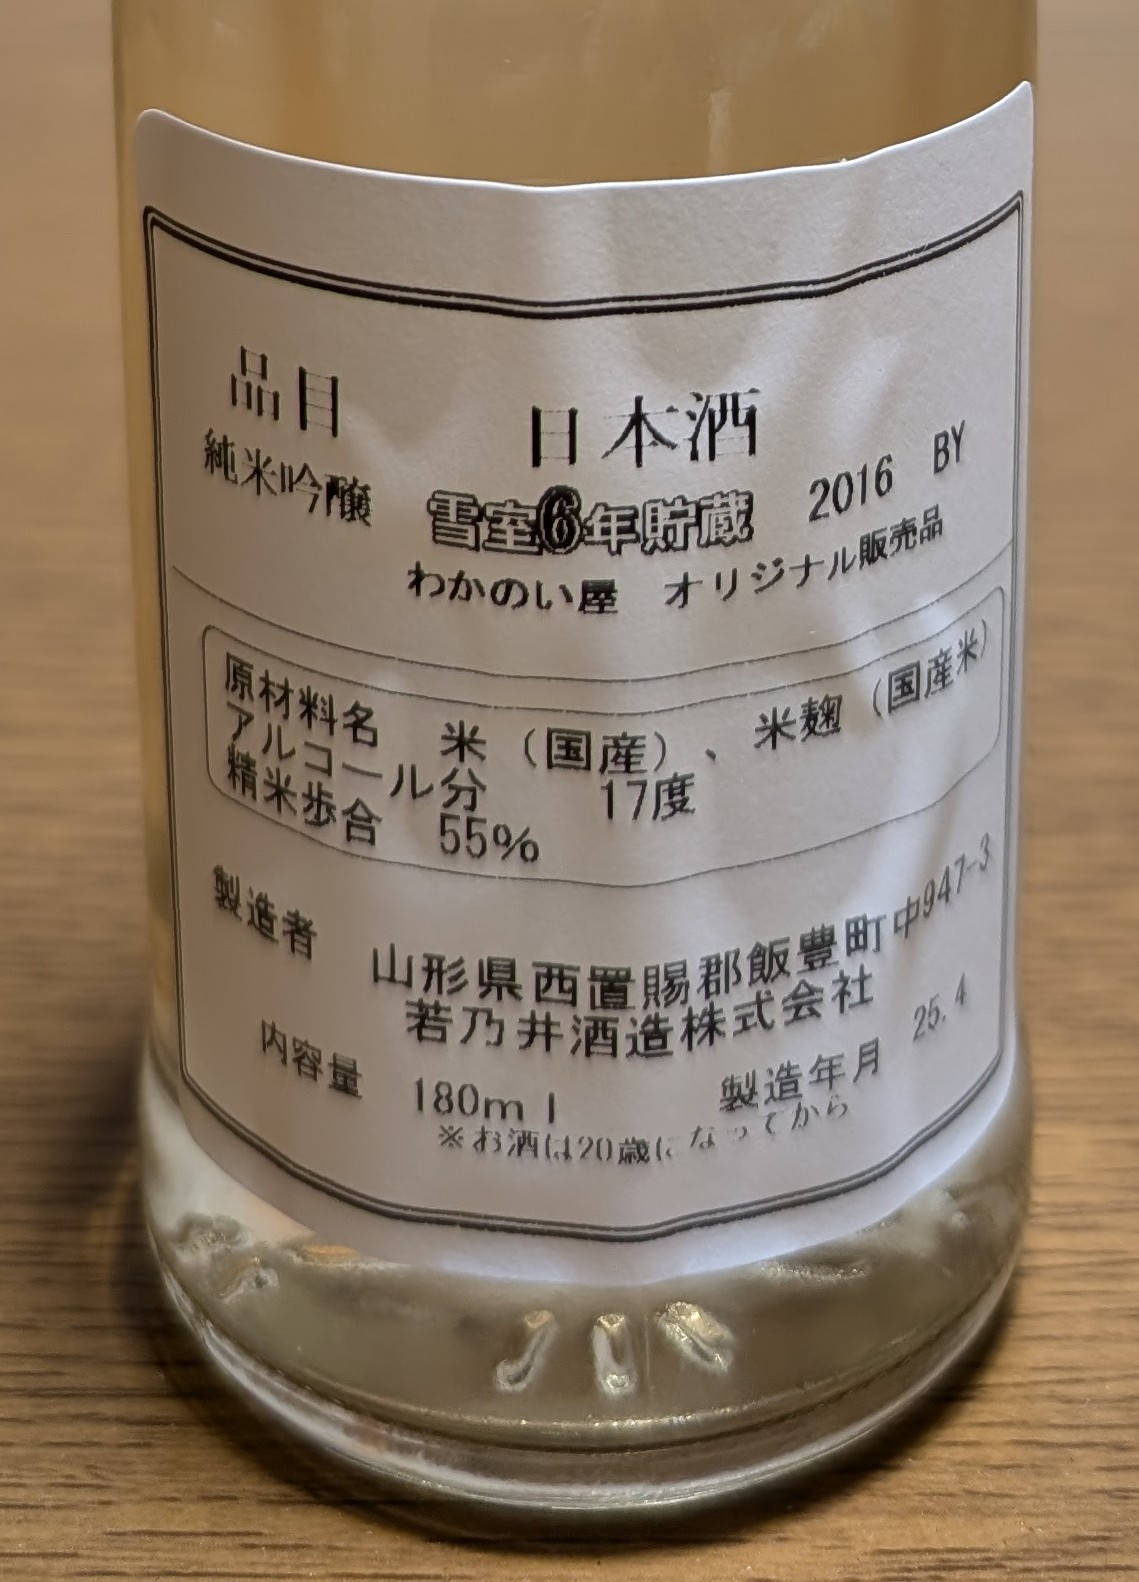 品目 日本酒
純米吟醸 雪室6年貯蔵 2016 BY
わかのい屋 オリジナル販売品
原材料名 米(国産)、米麹(国産米)
アルコール分 17度
精米歩合 55%
製造者 山形県西置賜郡飯豊町中947-3
若乃井酒造株式会社
内容量 180ml 製造年月 25.4
※お酒は20歳になってから